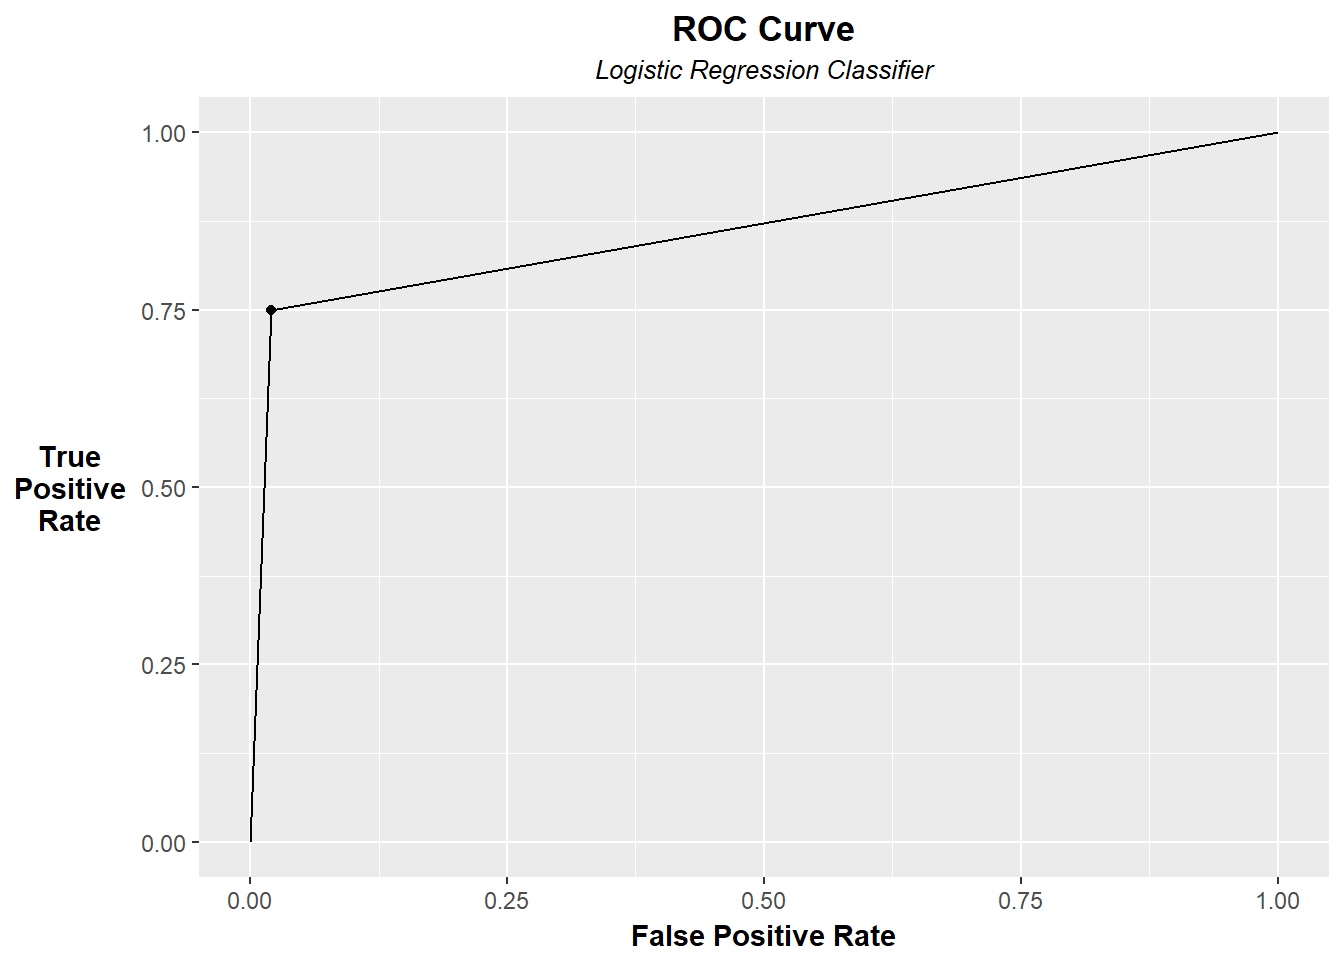 ROC Curve
Logistic Regression Classifier
1.00
0.75
0.50
0.25
0.00
True
Positive
Rate
0.00 0.25 0.50 0.75 1.00
False Positive Rate